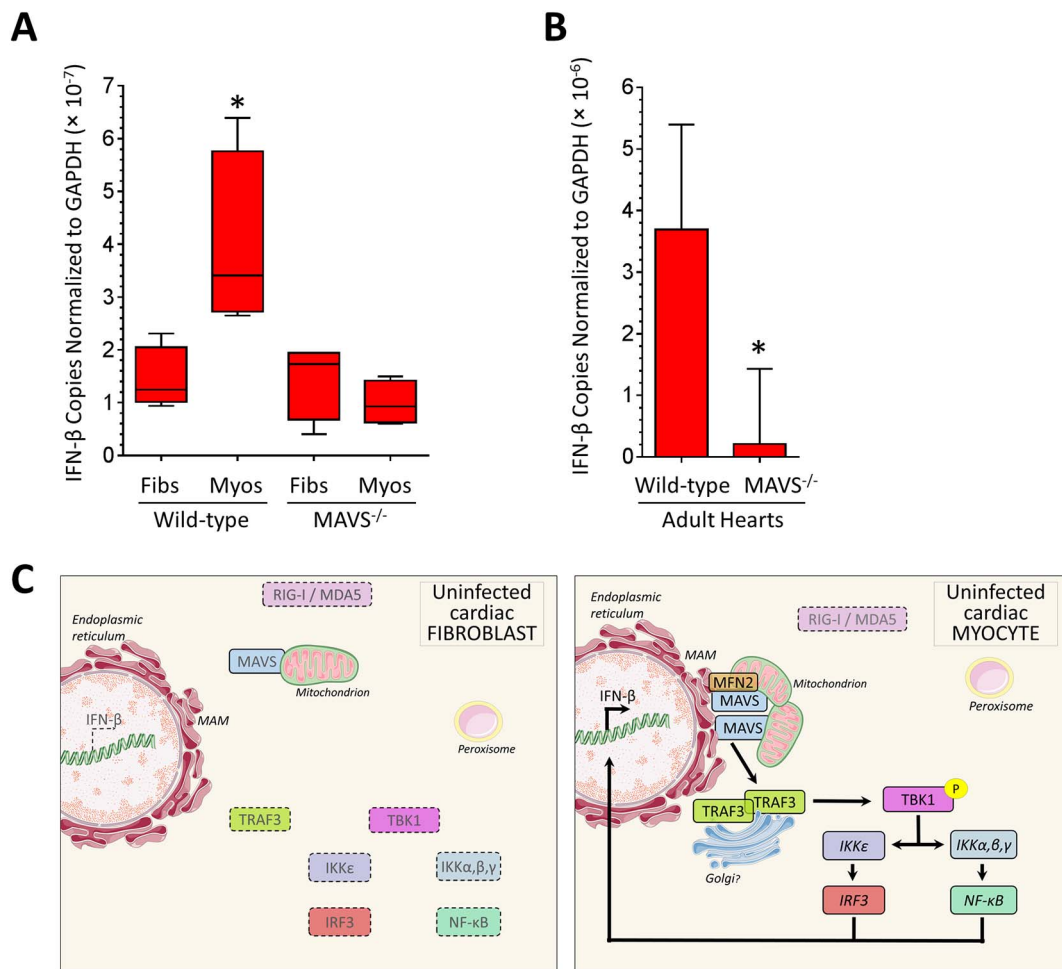 A
IFN-β Copies Normalized to GAPDH (× 10⁻⁷)
7
6
5
4
3
2
1
0
*
Fibs Myos Fibs Myos
Wild-type MAVS⁻/⁻
B
IFN-β Copies Normalized to GAPDH (× 10⁻⁶)
6
5
4
3
2
1
0
*
Wild-type MAVS⁻/⁻
Adult Hearts
C
RIG-I / MDA5
Uninfected
cardiac
FIBROBLAST
Endoplasmic
reticulum
MAVS
Mitochondrion
IFN-β
MAM
Peroxisome
TRAF3
TBK1
IKKε
IKKα,β,γ
IRF3
NF-κB
Endoplasmic
reticulum
RIG-I / MDA5
Uninfected
cardiac
MYOCYTE
MAM
MFN2
Mitochondrion
IFN-β
MAVS
MAVS
Peroxisome
TRAF3
TRAF3
TBK1
P
Golgi?
IKKε
IKKα,β,γ
IRF3
NF-κB